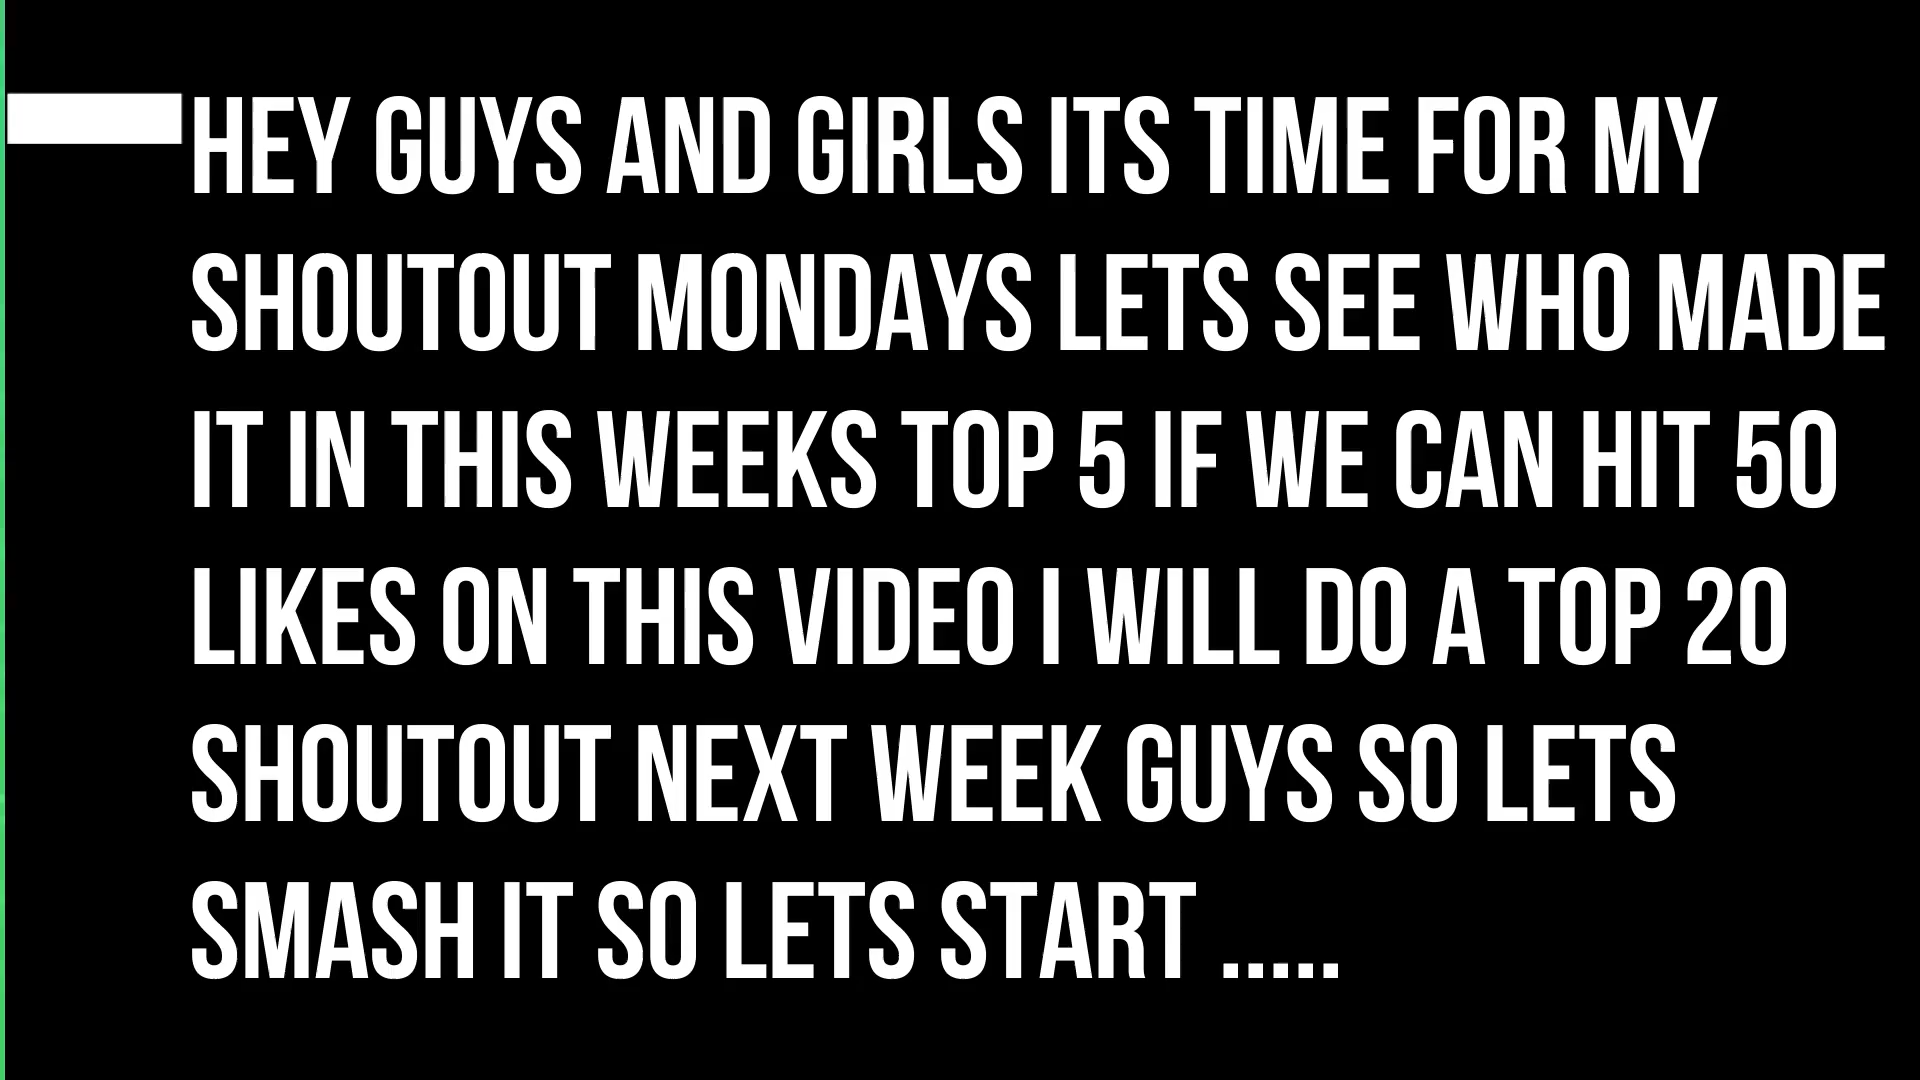 HEY GUYS AND GIRLS ITS TIME FOR MY
SHOUTOUT MONDAYS LETS SEE WHO MADE
IT IN THIS WEEKS TOP 5 IF WE CAN HIT 50
LIKES ON THIS VIDEO I WILL DO A TOP 20
SHOUTOUT NEXT WEEK GUYS SO LETS
SMASH IT SO LETS START .....